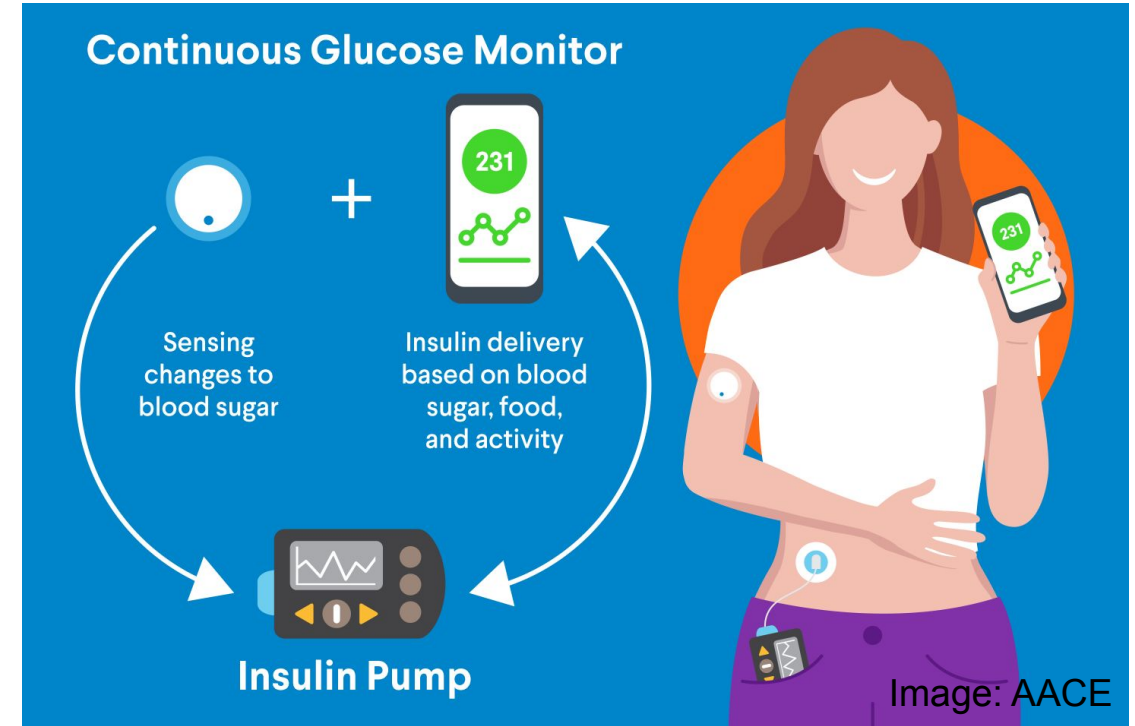 Continuous Glucose Monitor
231
+
Sensing
changes to
blood sugar
Insulin delivery
based on blood
sugar, food,
and activity
Insulin Pump
231
Image: AACE